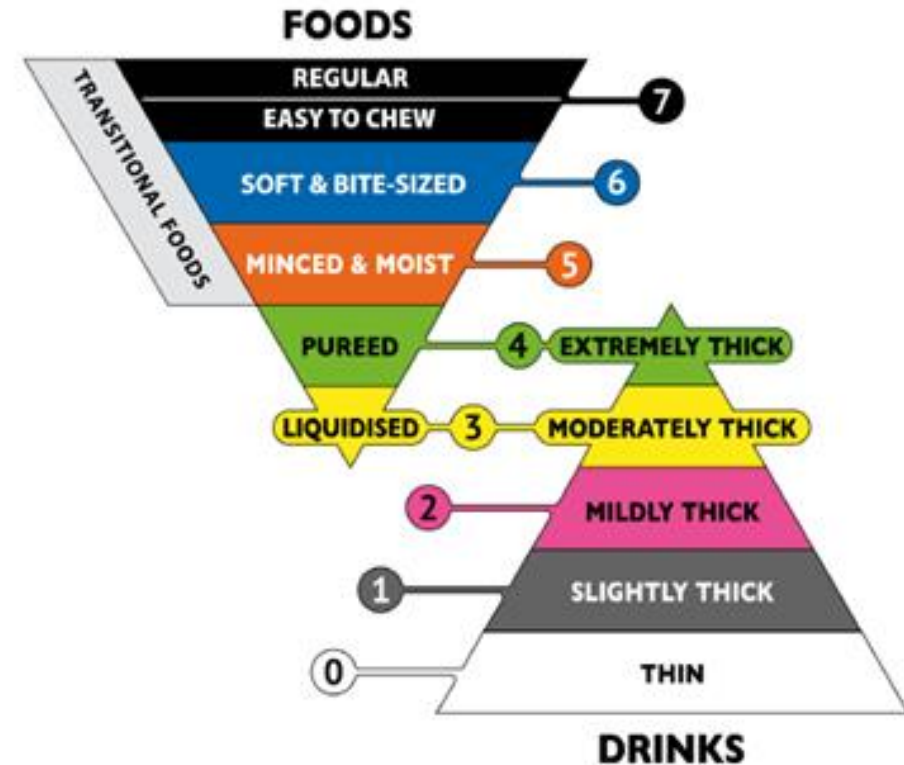 FOODS
TRANSITIONAL FOODS
REGULAR
7
EASY TO CHEW
SOFT & BITE-SIZED
6
MINCED & MOIST
5
PUREED
4
EXTREMELY THICK
LIQUIDISED
3
MODERATELY THICK
2
MILDLY THICK
1
SLIGHTLY THICK
0
THIN
DRINKS